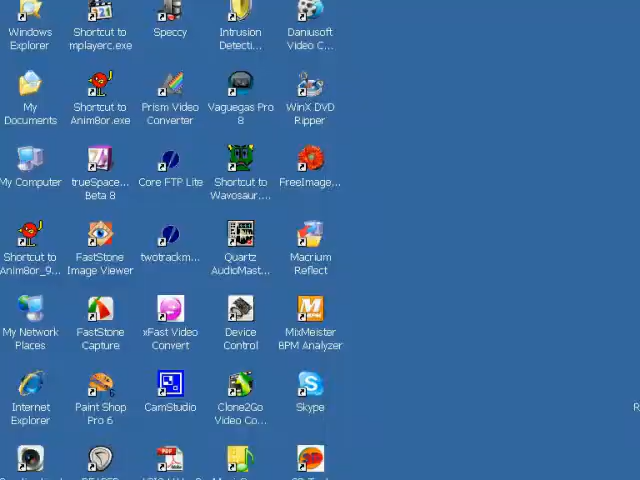 Windows Explorer
Shortcut to mplayerc.exe
Speccy
Intrusion Detecti...
Daniusoft Video C...
My Documents
Shortcut to Anim8or.exe
Prism Video Converter
Vaguegas Pro 8
WinX DVD Ripper
My Computer
trueSpace... Beta 8
Core FTP Lite
Shortcut to Wavosaur....
FreeImage...
Shortcut to Anim8or_9...
FastStone Image Viewer
twotrackm...
Quartz AudioMast...
Macrium Reflect
My Network Places
FastStone Capture
xFast Video Convert
Device Control
MixMeister BPM Analyzer
Internet Explorer
Paint Shop Pro 6
CamStudio
Clone2Go Video Co...
Skype